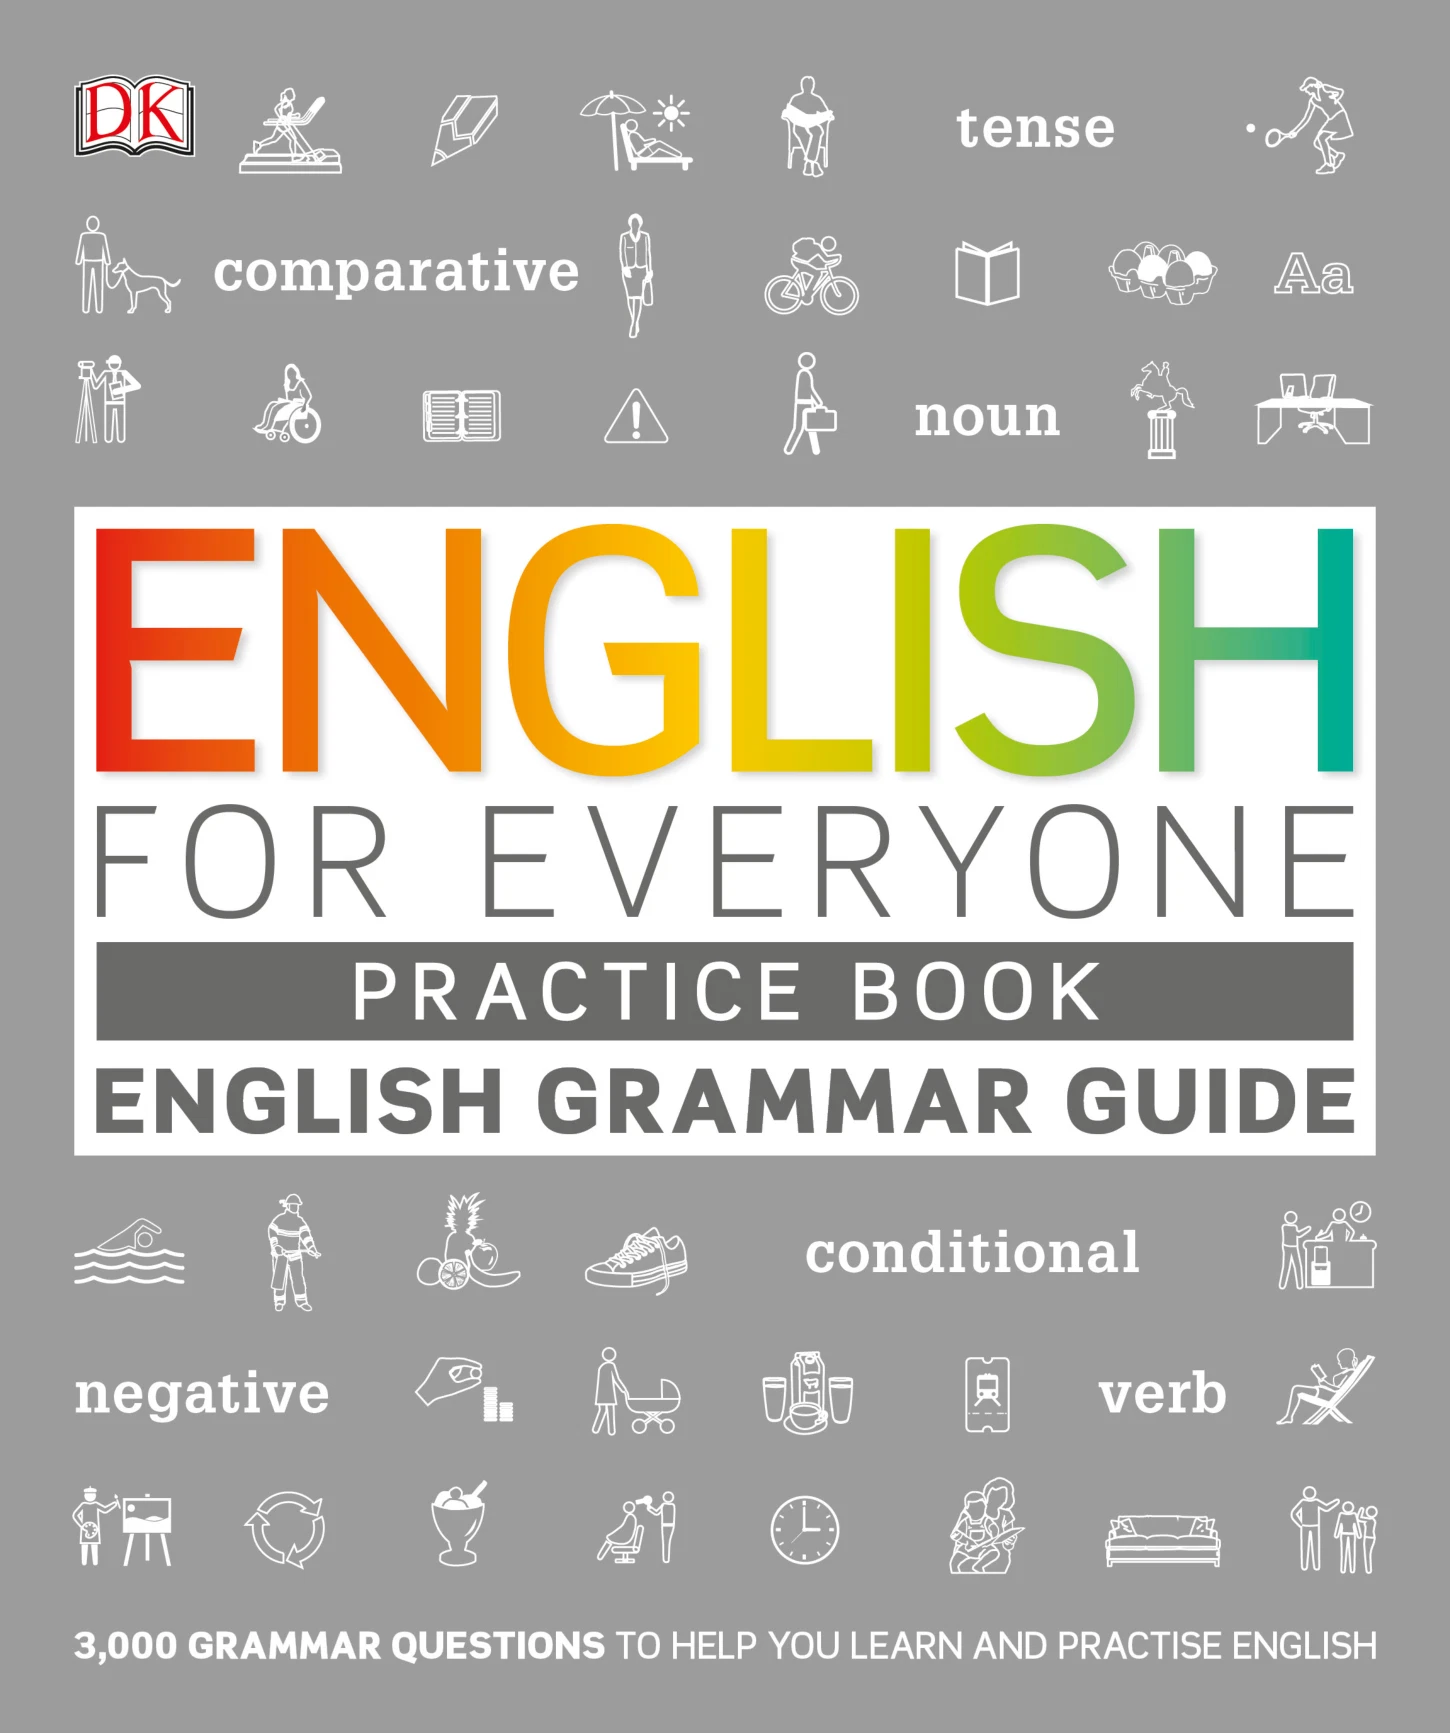 DK
tense
comparative
Aa
noun
ENGLISH
FOR EVERYONE
PRACTICE BOOK
ENGLISH GRAMMAR GUIDE
conditional
negative
verb
3,000 GRAMMAR QUESTIONS TO HELP YOU LEARN AND PRACTISE ENGLISH